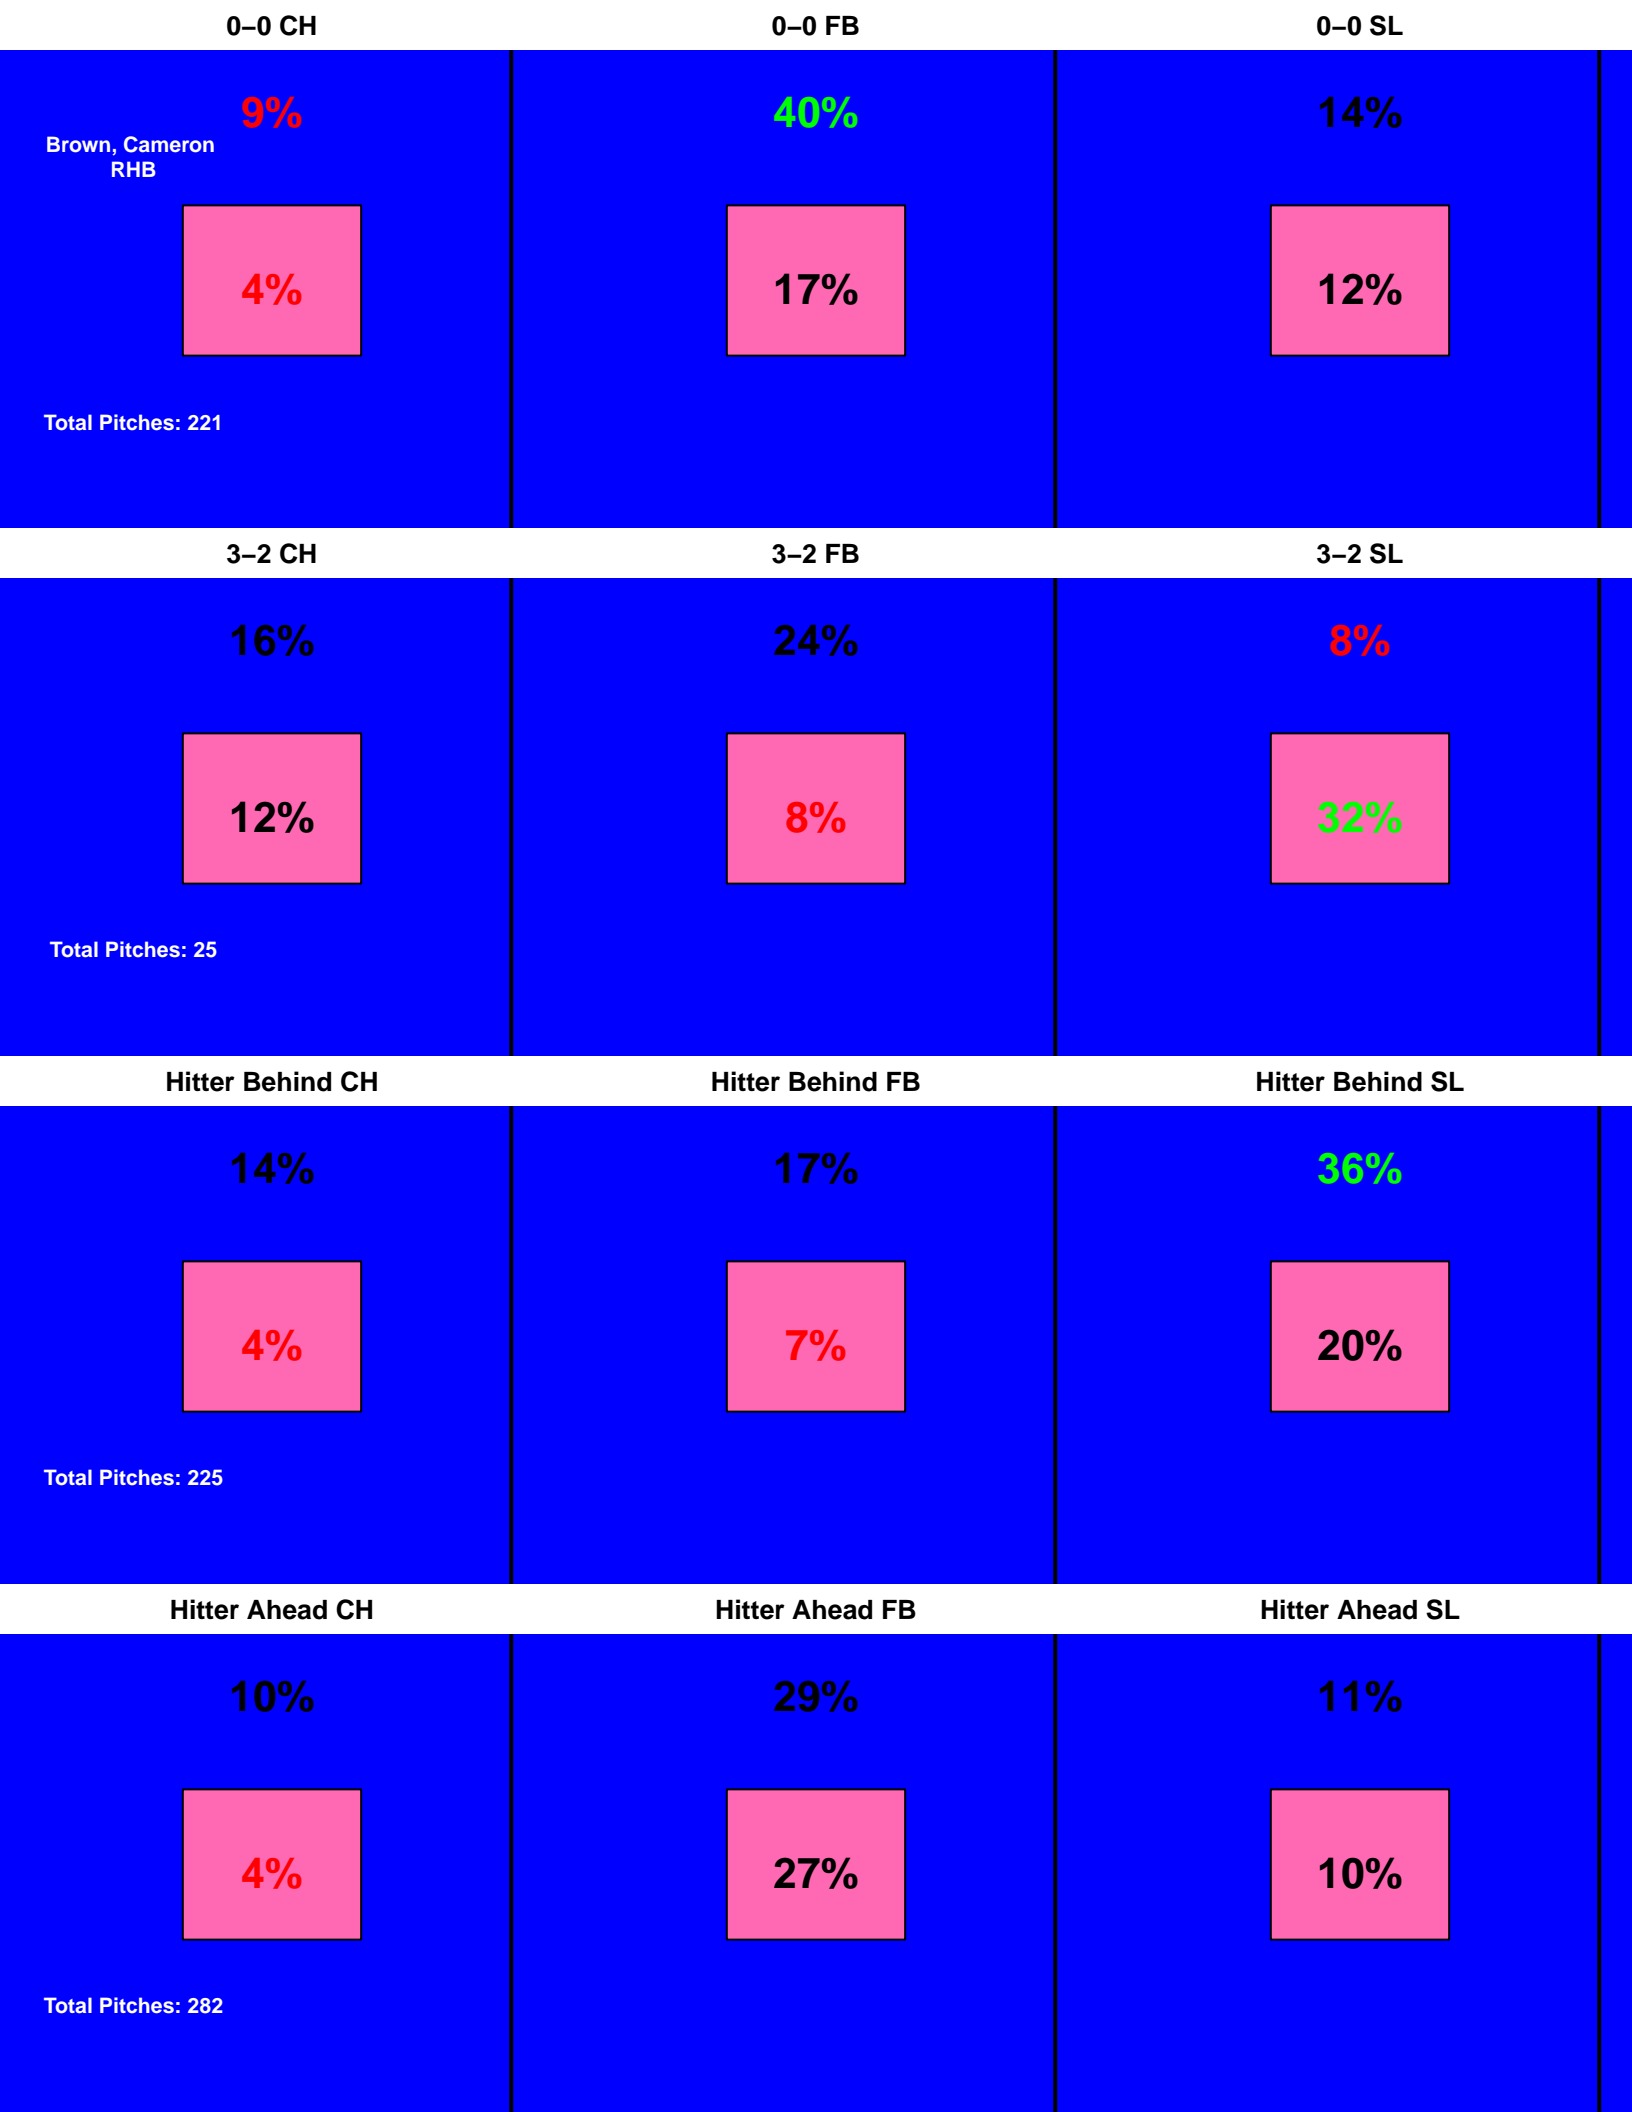 0–0 CH
0–0 FB
0–0 SL
9%
40%
14%
Brown, Cameron
RHB
4%
17%
12%
Total Pitches: 221
3–2 CH
3–2 FB
3–2 SL
16%
24%
8%
12%
8%
32%
Total Pitches: 25
Hitter Behind CH
Hitter Behind FB
Hitter Behind SL
14%
17%
36%
4%
7%
20%
Total Pitches: 225
Hitter Ahead CH
Hitter Ahead FB
Hitter Ahead SL
10%
29%
11%
4%
27%
10%
Total Pitches: 282